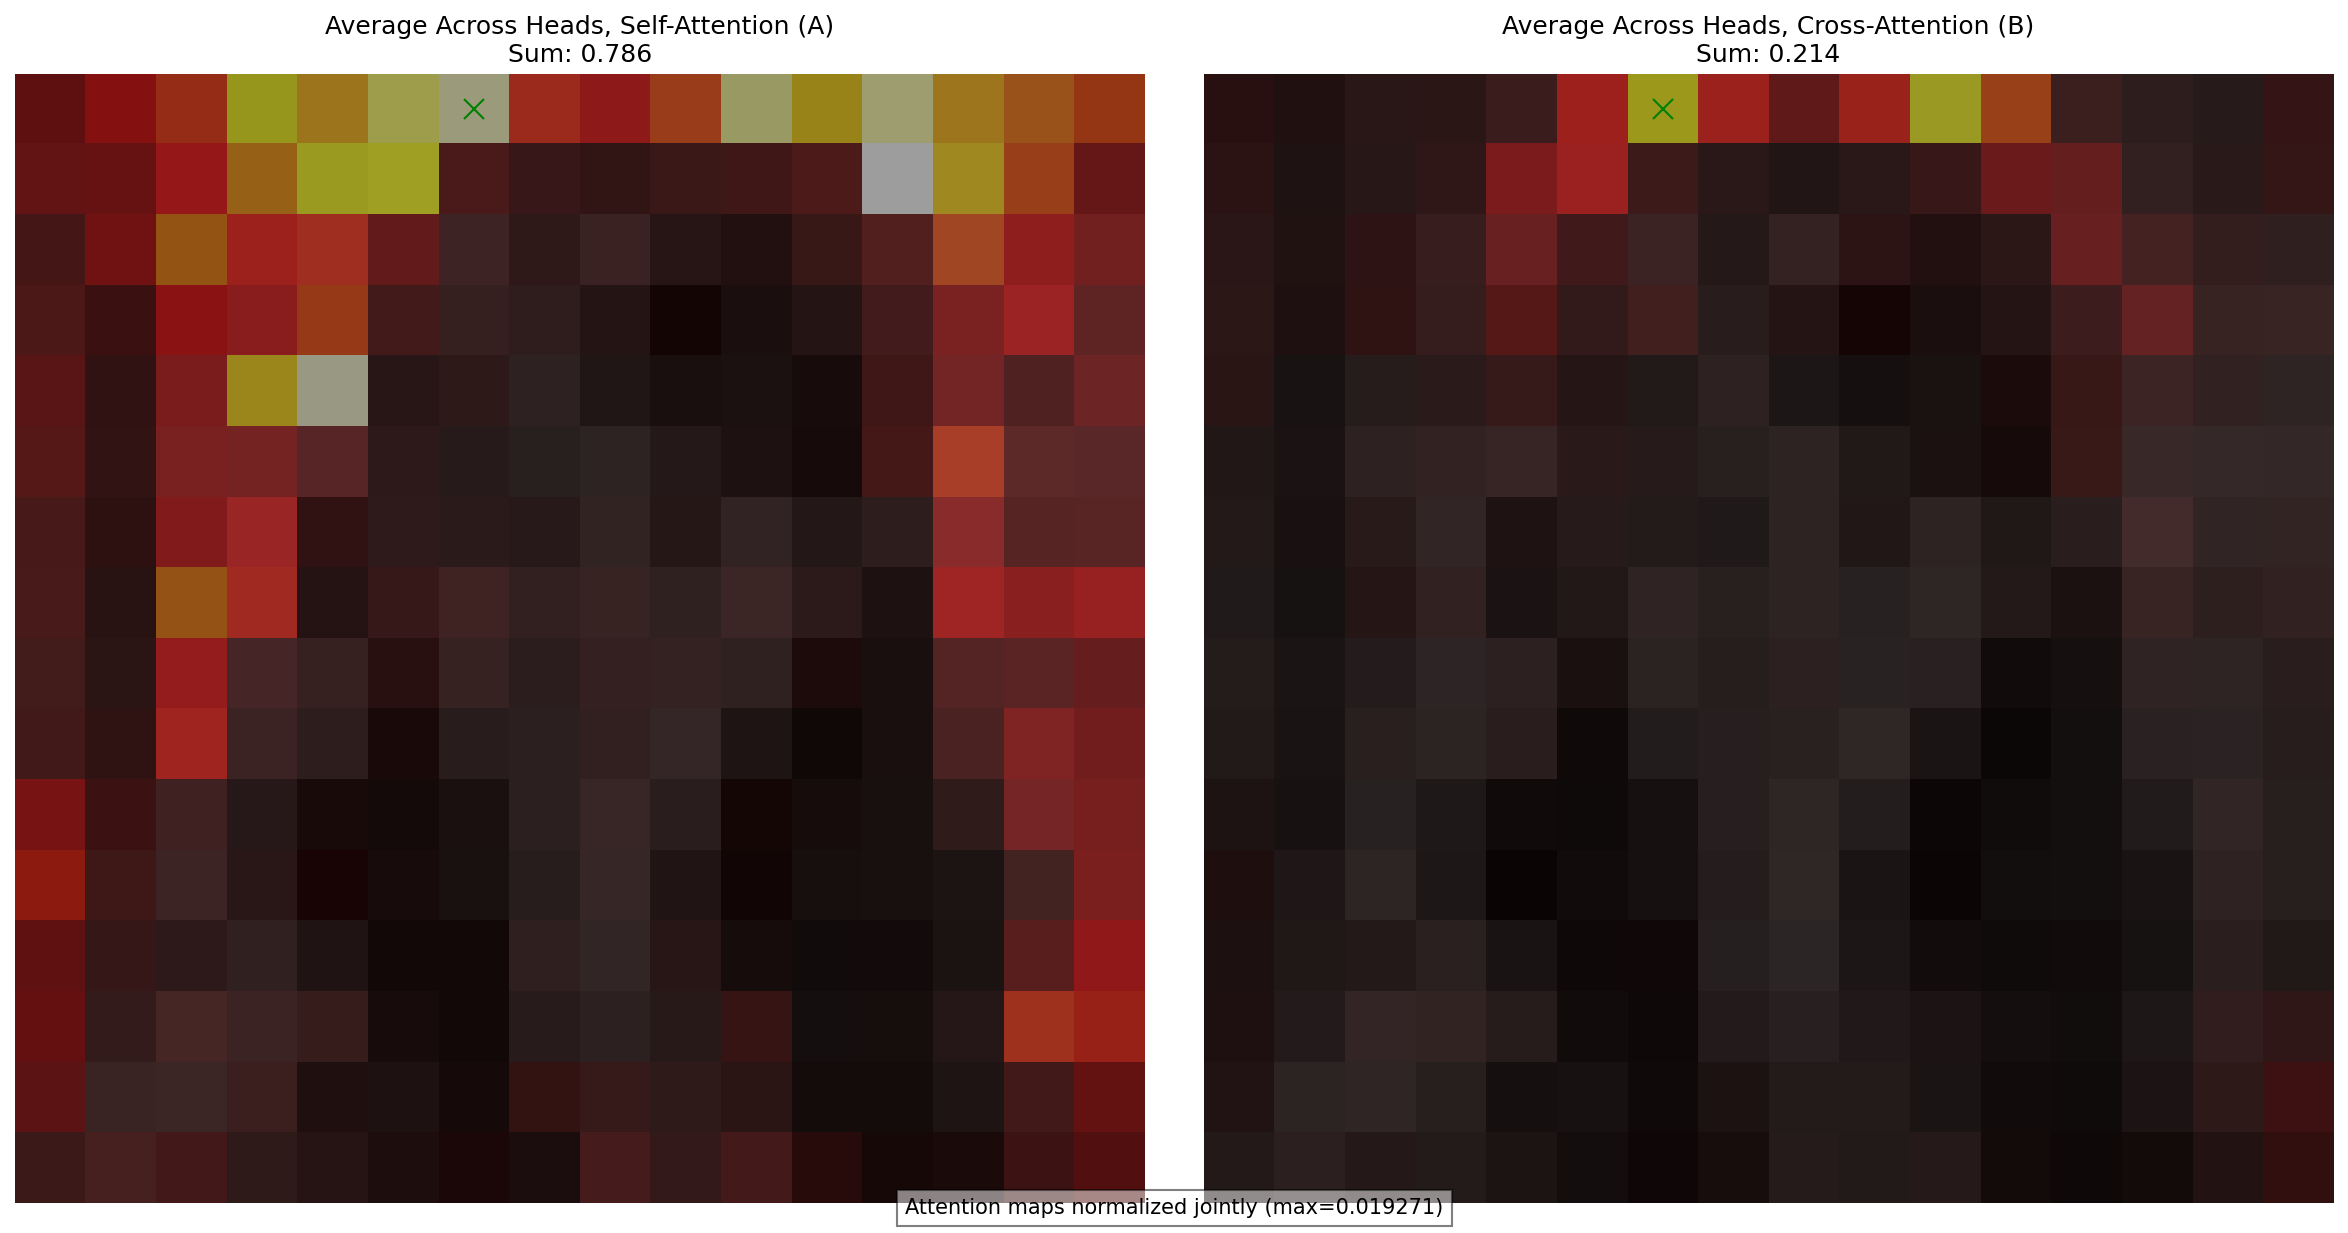 Average Across Heads, Self-Attention (A)
Sum: 0.786
Average Across Heads, Cross-Attention (B)
Sum: 0.214
Attention maps normalized jointly (max=0.019271)